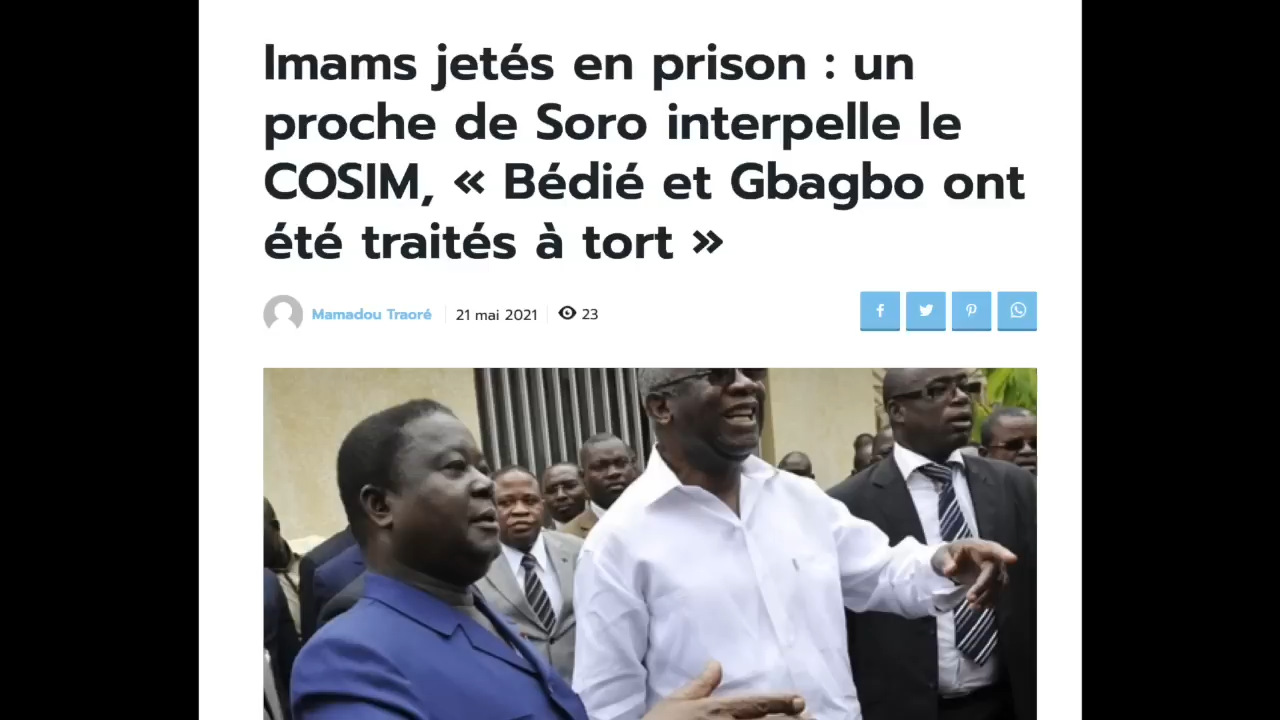 Imams jetés en prison : un
proche de Soro interpelle le
COSIM, « Bédié et Gbagbo ont
été traités à tort »
Mamadou Traoré 21 mai 2021 23